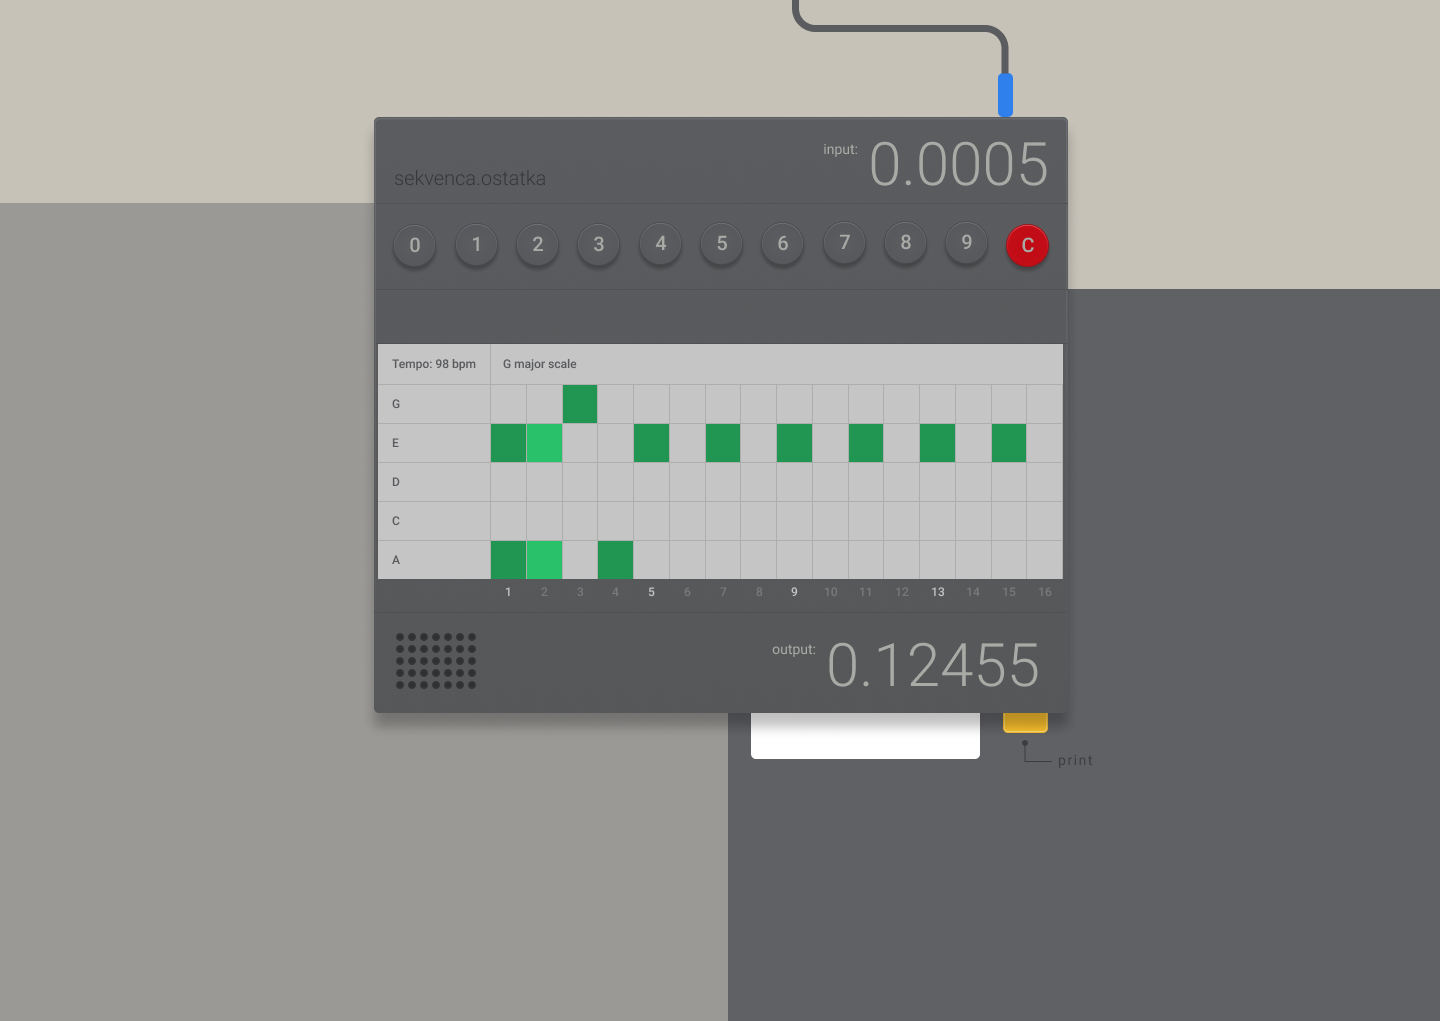 input: 0.0005
sekvenca.ostatka
0 1 2 3 4 5 6 7 8 9 C
Tempo: 98 bpm G major scale
G
E
D
C
A
1 2 3 4 5 6 7 8 9 10 11 12 13 14 15 16
output: 0.12455
print